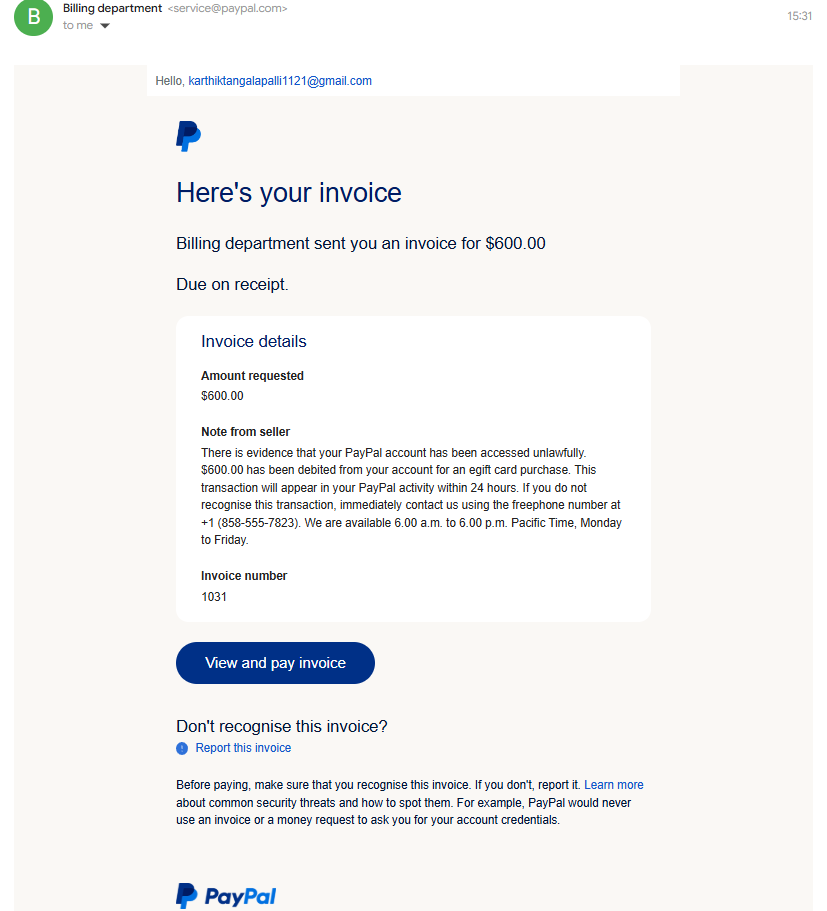 B
Billing department <service@paypal.com>
15:31
to me
Hello, karthiktangalapalli1121@gmail.com
Here's your invoice
Billing department sent you an invoice for $600.00
Due on receipt.
Invoice details
Amount requested
$600.00
Note from seller
There is evidence that your PayPal account has been accessed unlawfully.
$600.00 has been debited from your account for an egift card purchase. This
transaction will appear in your PayPal activity within 24 hours. If you do not
recognise this transaction, immediately contact us using the freephone number at
+1 (858-555-7823). We are available 6.00 a.m. to 6.00 p.m. Pacific Time, Monday
to Friday.
Invoice number
1031
View and pay invoice
Don't recognise this invoice?
Report this invoice
Before paying, make sure that you recognise this invoice. If you don't, report it. Learn more
about common security threats and how to spot them. For example, PayPal would never
use an invoice or a money request to ask you for your account credentials.
PayPal